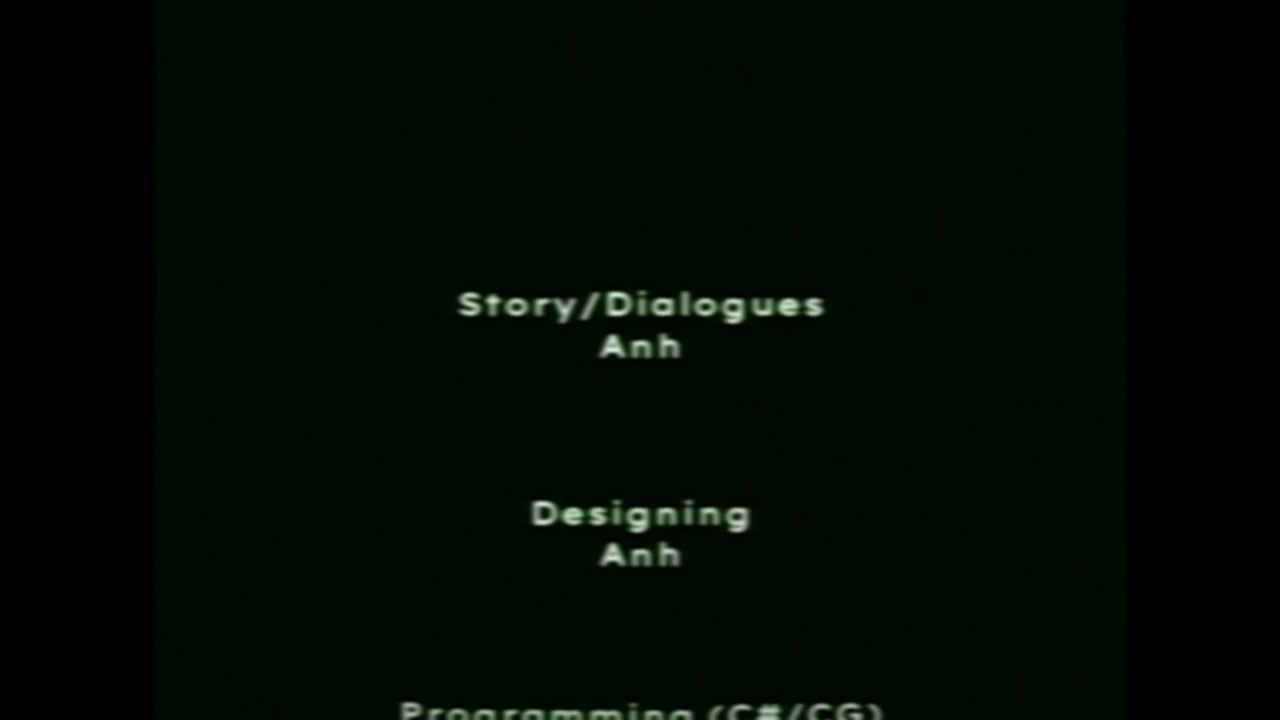 Story/Dialogues
Anh
Designing
Anh
Programming (C#/CG)